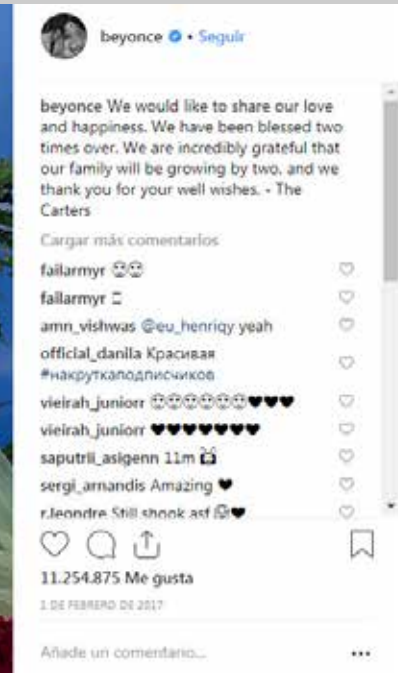 beyonce • Seguir
beyonce We would like to share our love
and happiness. We have been blessed two
times over. We are incredibly grateful that
our family will be growing by two, and we
thank you for your well wishes. - The
Carters
Cargar más comentarios
failarmyr
failarmyr
amn_vishwas @eu_henriqy yeah
official_danila Красивая
#накруткаподписчиков
vieirah_juniorr 🖤🖤🖤
vieirah_juniorr 🖤🖤🖤🖤🖤🖤🖤
saputrii_asigenn 11m
sergi_arnandis Amazing 🖤
r.leondre Still shook asf 🖤
11.254.875 Me gusta
1 DE FEBRERO DE 2017
Añade un comentario...